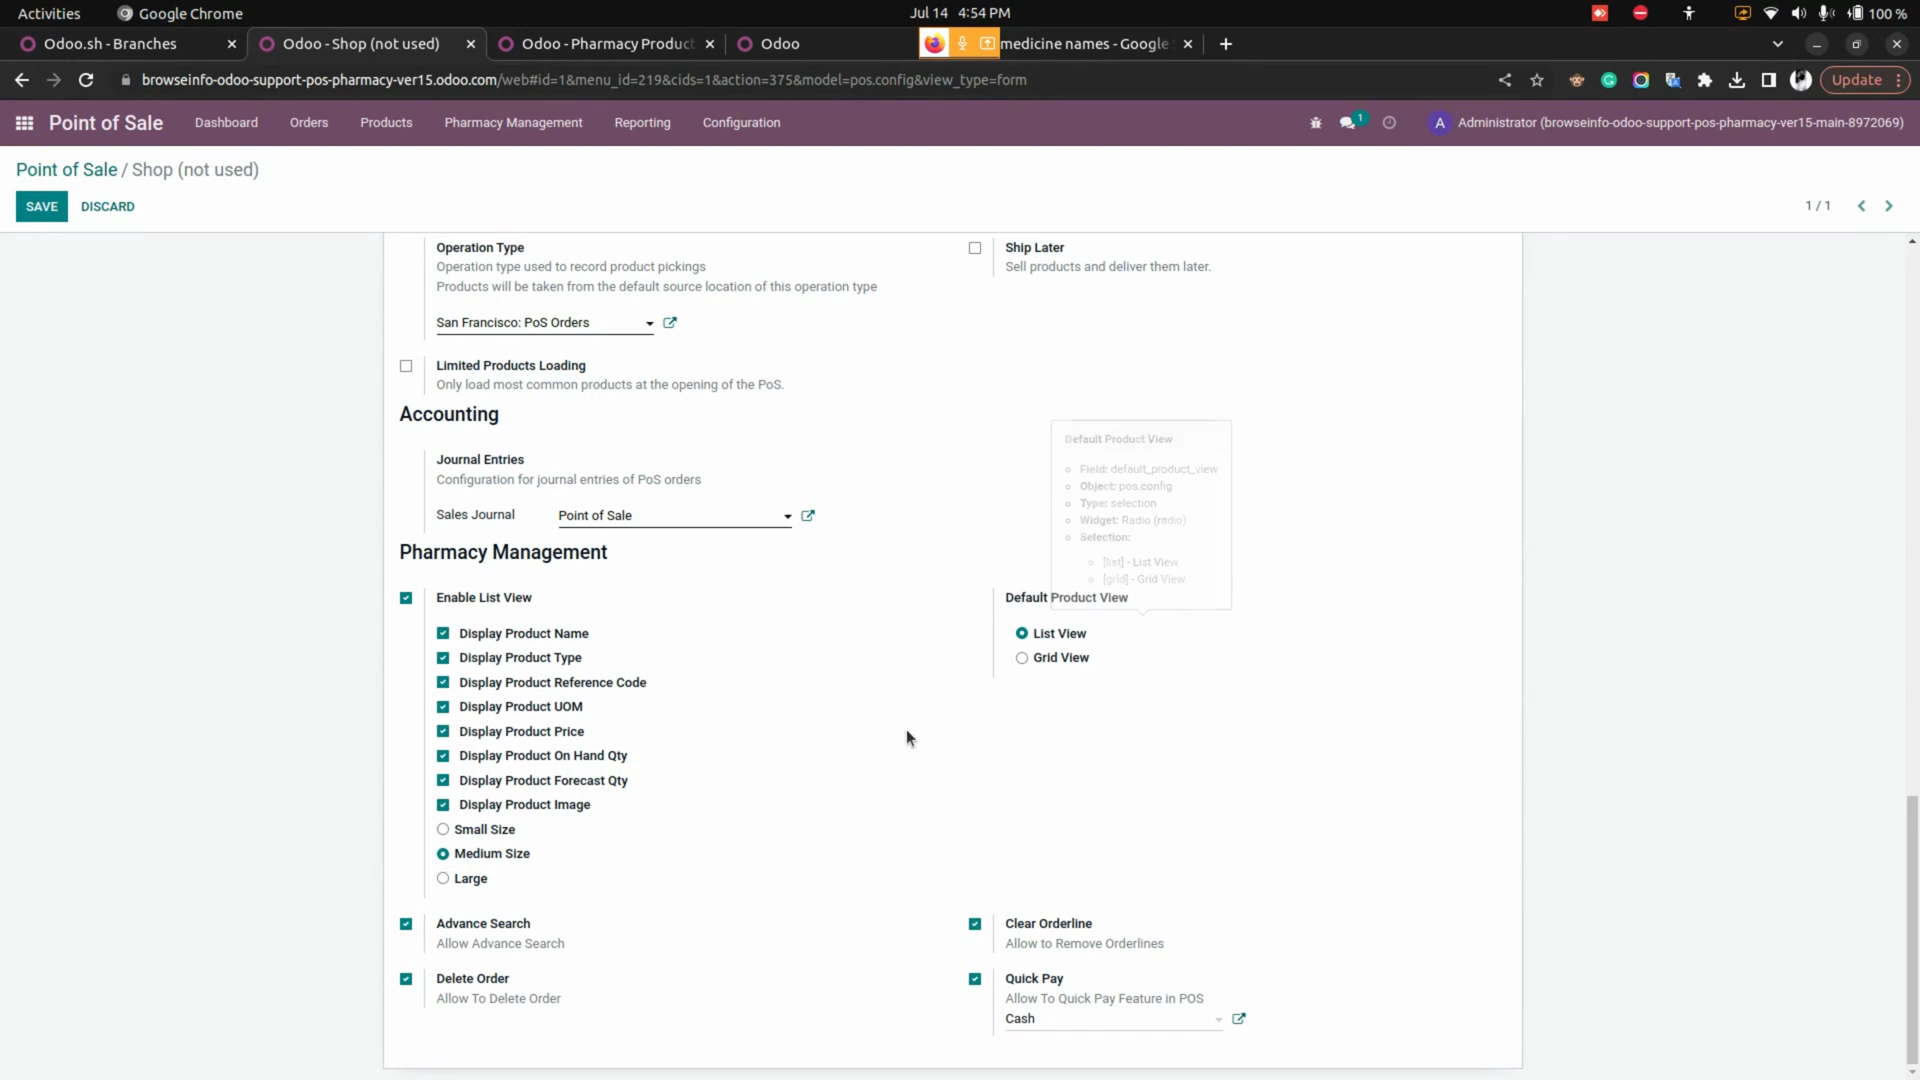 Activities
Google Chrome
Jul 14 4:54 PM
100 %
Odoo.sh - Branches
Odoo - Shop (not used)
Odoo - Pharmacy Product
Odoo
medicine names - Google
browseinfo-odoo-support-pos-pharmacy-ver15.odoo.com/web#id=1&menu_id=219&cids=1&action=375&model=pos.config&view_type=form
Update
Point of Sale
Dashboard
Orders
Products
Pharmacy Management
Reporting
Configuration
1
A
Administrator (browseinfo-odoo-support-pos-pharmacy-ver15-main-8972069)
Point of Sale / Shop (not used)
SAVE
DISCARD
1 / 1
Operation Type
Operation type used to record product pickings
Products will be taken from the default source location of this operation type
San Francisco: PoS Orders
Ship Later
Sell products and deliver them later.
Limited Products Loading
Only load most common products at the opening of the PoS.
Accounting
Journal Entries
Configuration for journal entries of PoS orders
Sales Journal
Point of Sale
Default Product View
Field: default_product_view
Object: pos.config
Type: selection
Widget: Radio (radio)
Selection:
[list] - List View
[grid] - Grid View
Pharmacy Management
Enable List View
Display Product Name
Display Product Type
Display Product Reference Code
Display Product UOM
Display Product Price
Display Product On Hand Qty
Display Product Forecast Qty
Display Product Image
Small Size
Medium Size
Large
Default Product View
List View
Grid View
Advance Search
Allow Advance Search
Clear Orderline
Allow to Remove Orderlines
Delete Order
Allow To Delete Order
Quick Pay
Allow To Quick Pay Feature in POS
Cash